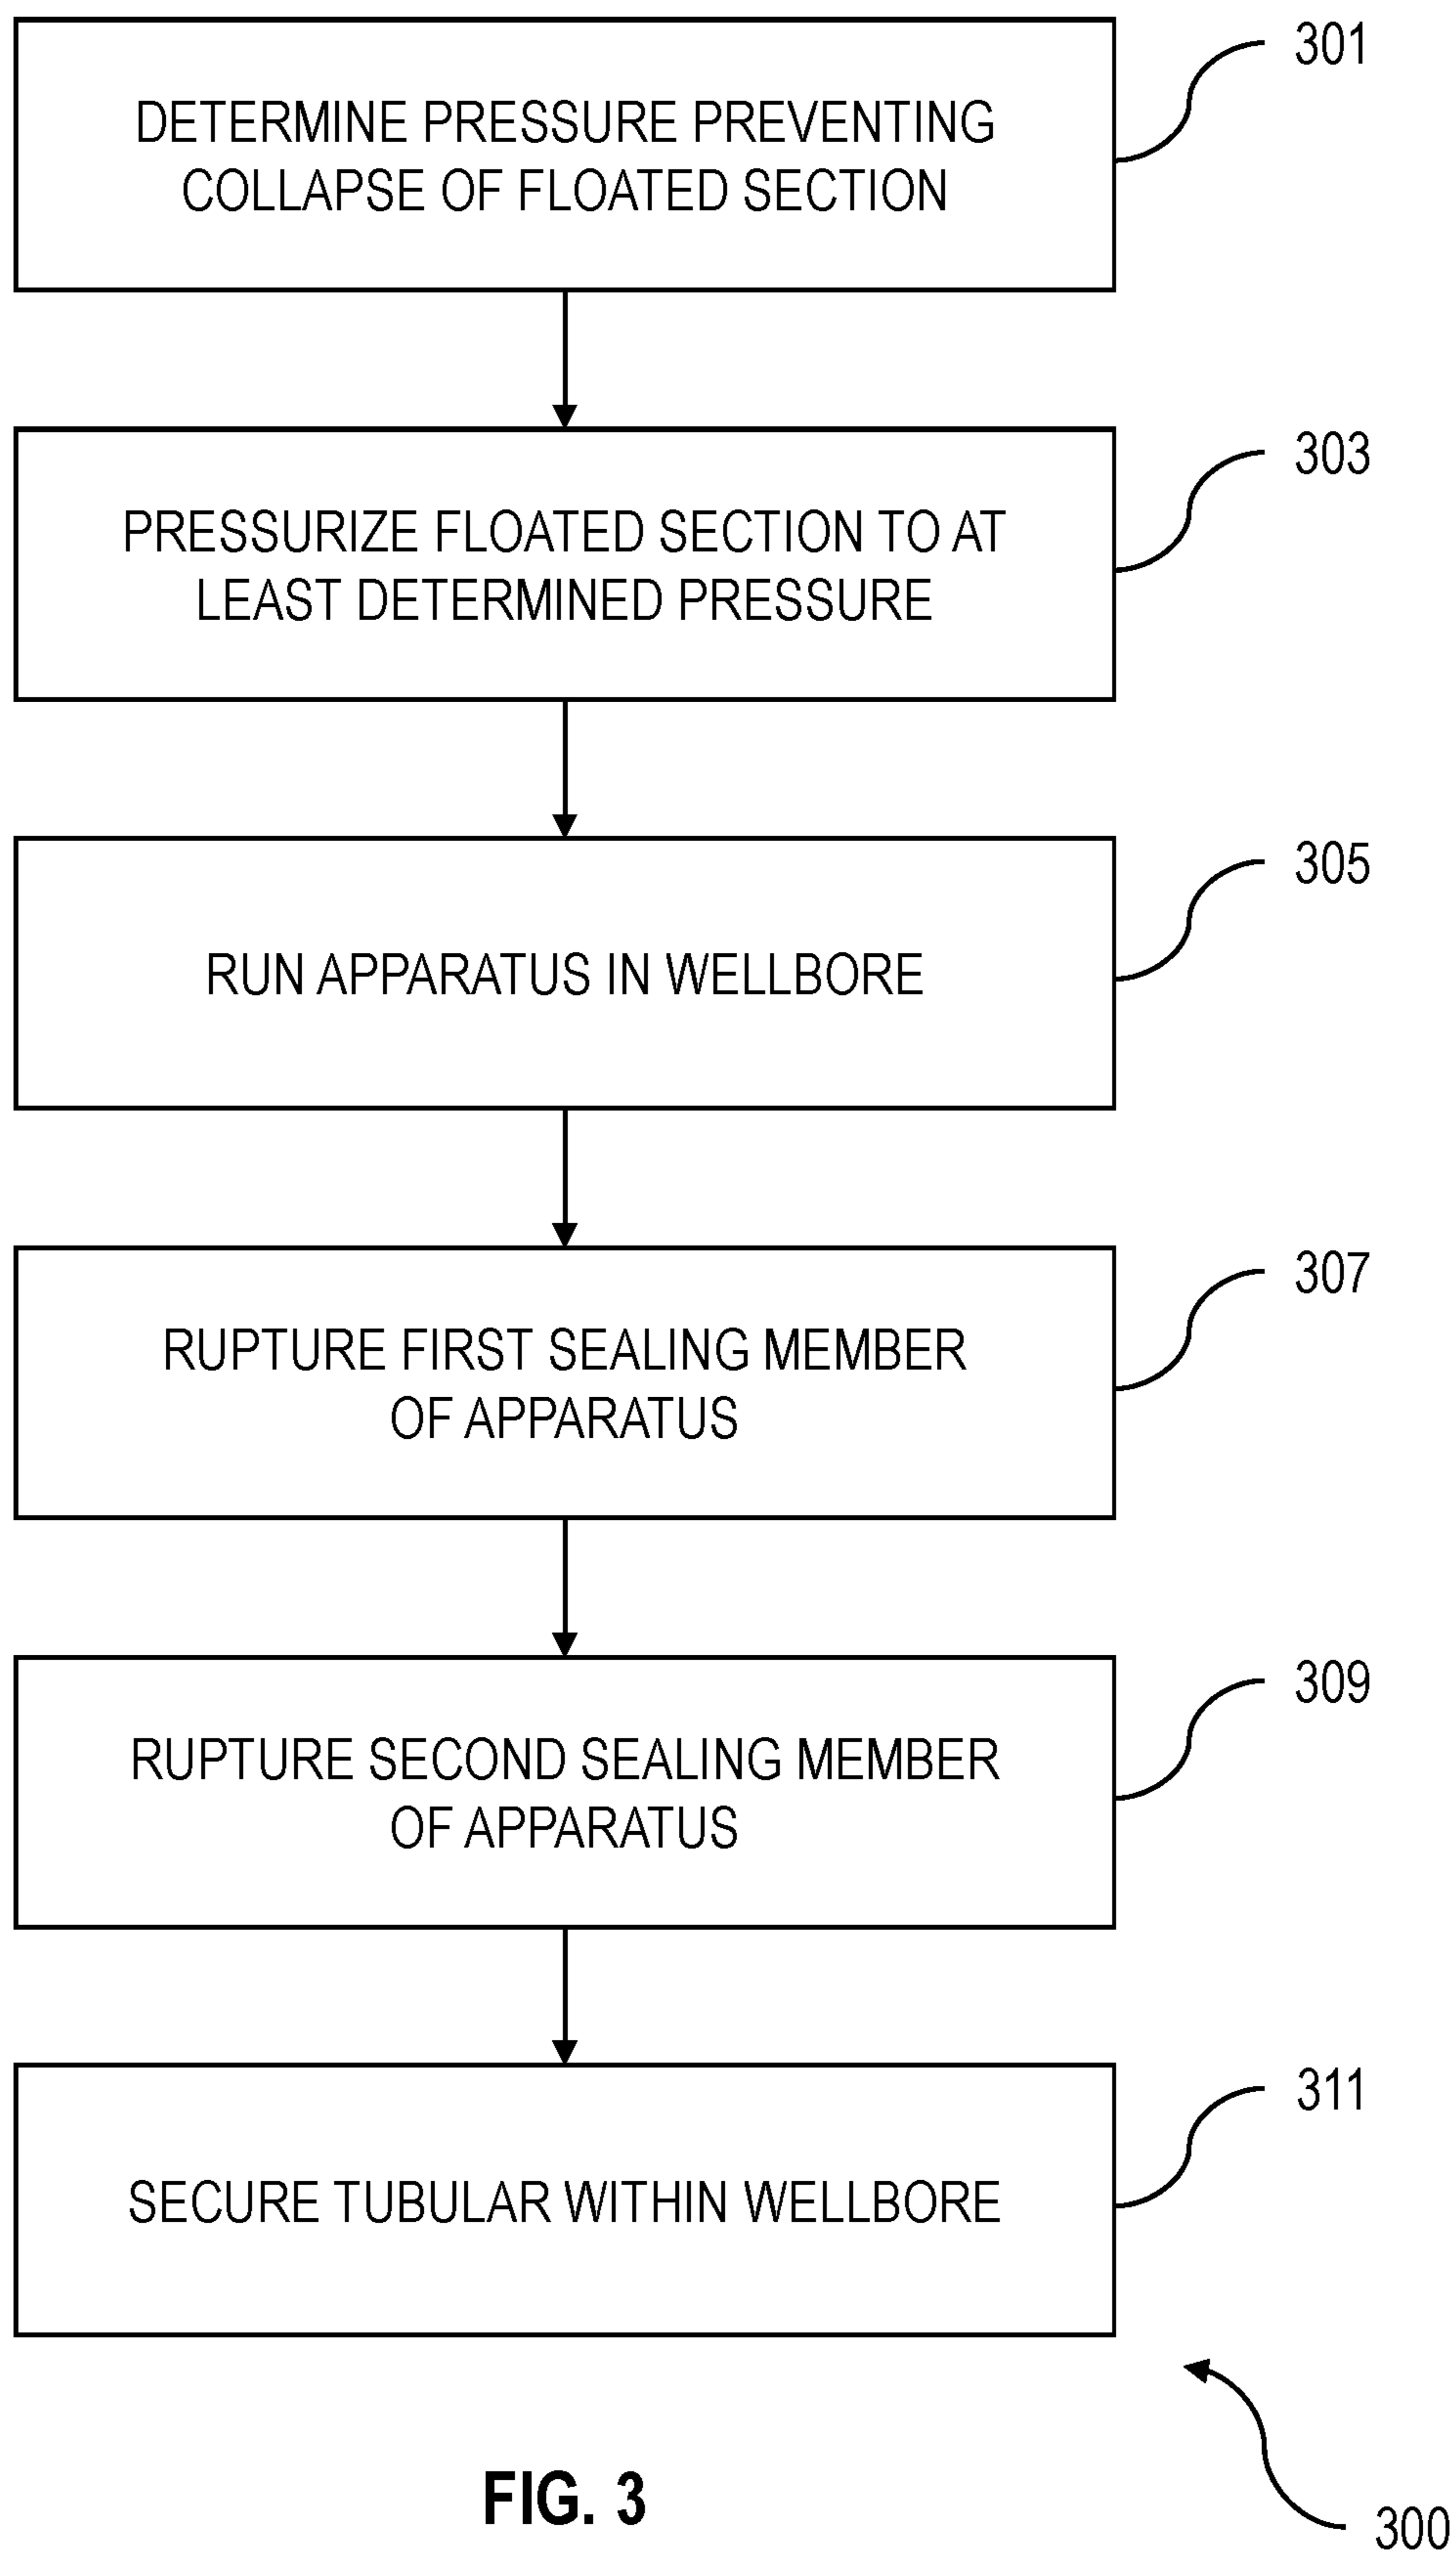 301
DETERMINE PRESSURE PREVENTING
COLLAPSE OF FLOATED SECTION
303
PRESSURIZE FLOATED SECTION TO AT
LEAST DETERMINED PRESSURE
305
RUN APPARATUS IN WELLBORE
307
RUPTURE FIRST SEALING MEMBER
OF APPARATUS
309
RUPTURE SECOND SEALING MEMBER
OF APPARATUS
311
SECURE TUBULAR WITHIN WELLBORE
FIG. 3
300